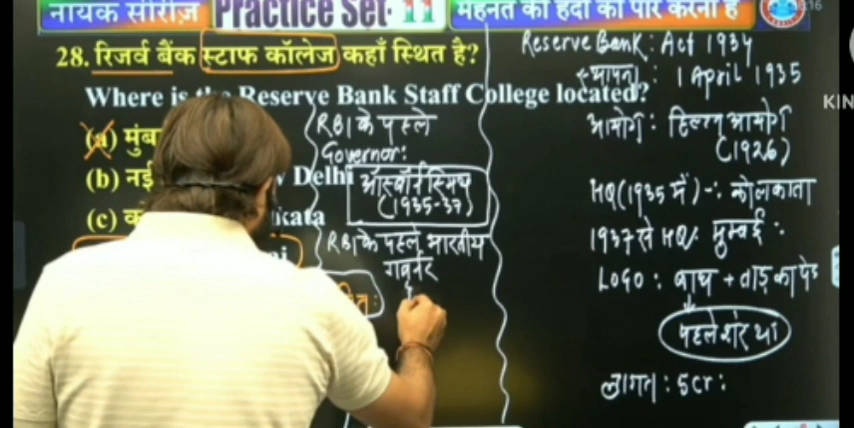 नायक सीरीज़ Practice Set- 11 मेहनत की हदों को पार करना है
28. रिजर्व बैंक स्टाफ कॉलेज कहाँ स्थित है?
Where is the Reserve Bank Staff College located?
(a)
(b) नई Delhi
(c)
RBI के पहले
Governor:
ऑस्बॉर्न स्मिथ
(1935-37)
RBI के पहले भारतीय
गवर्नर
Reserve Bank : Act 1934
स्थापना : 1 April 1935
आयोग : हिल्टन आयोग
(1926)
HQ (1935 में) -: कोलकाता
1937 से HQ: मुम्बई :
LOGO : बाघ + ताड़ का पेड़
पहले शेर था
लागत : 5cr :